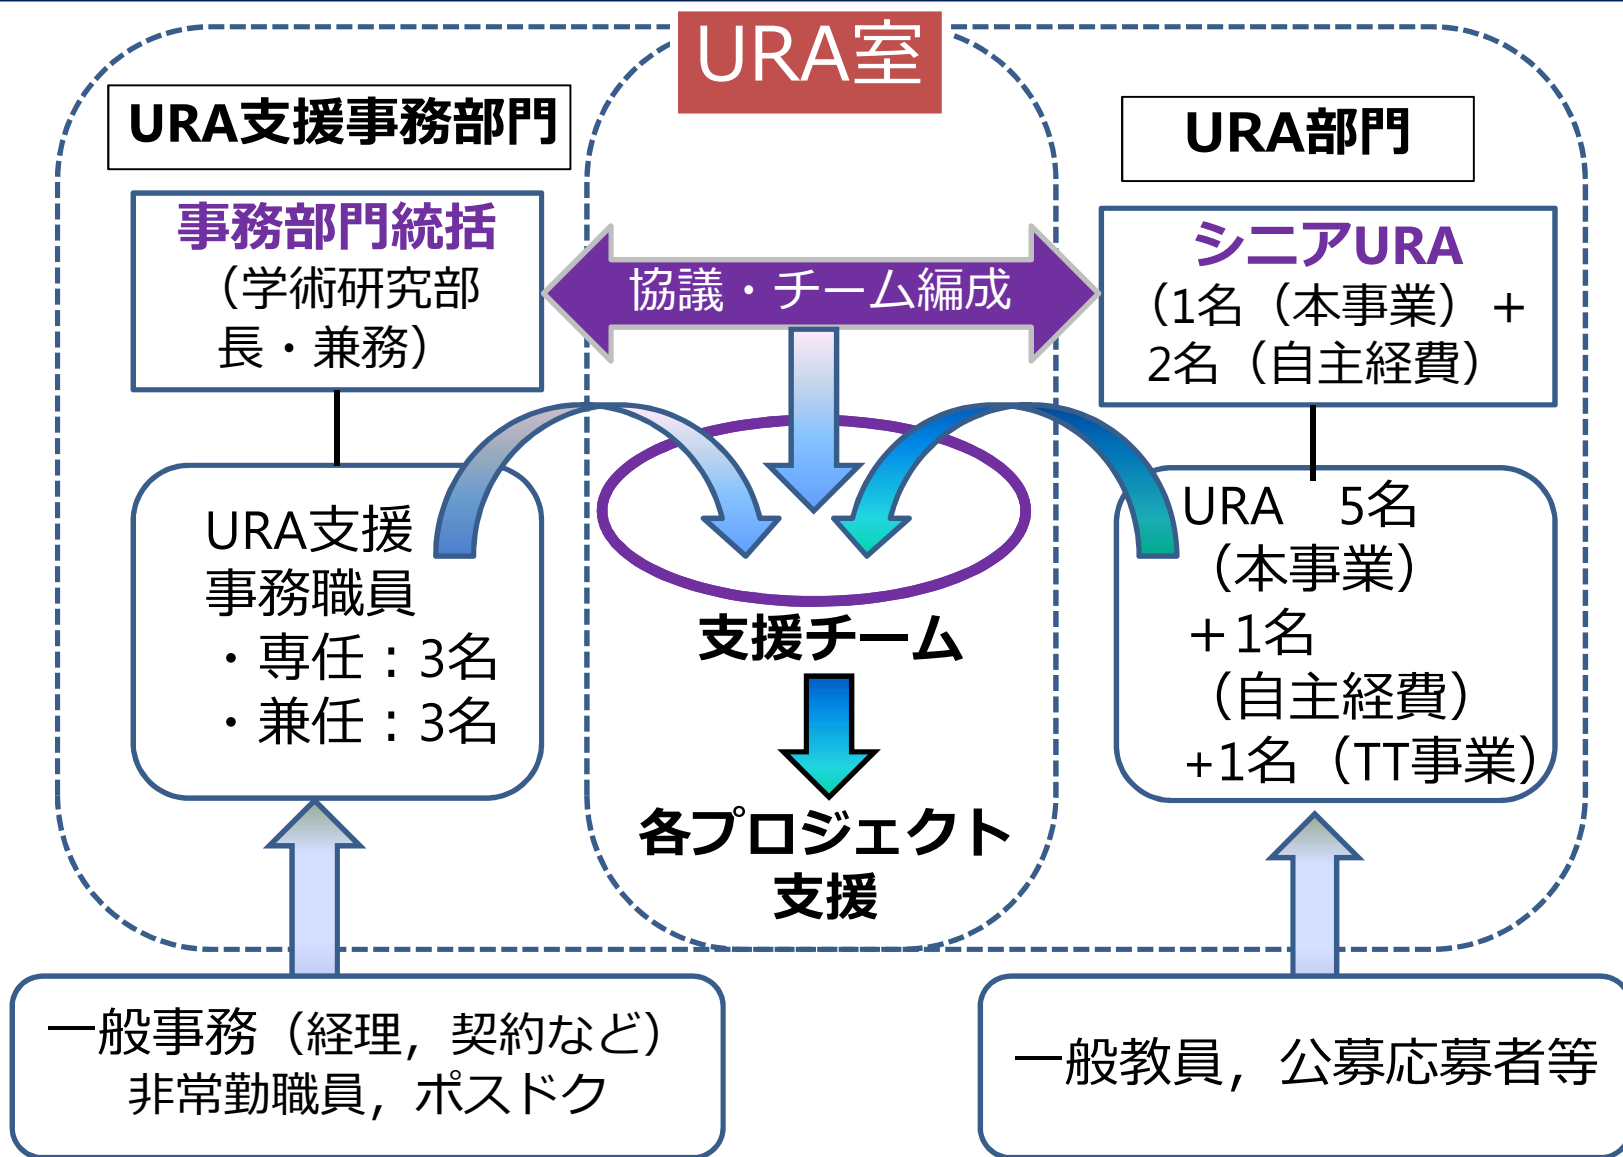 URA室
URA支援事務部門
事務部門統括
（学術研究部
長・兼務）
URA支援
事務職員
・専任：3名
・兼任：3名
一般事務（経理，契約など）
非常勤職員，ポスドク
協議・チーム編成
支援チーム
各プロジェクト
支援
URA部門
シニアURA
（1名（本事業）＋
2名（自主経費）
URA　5名
（本事業）
＋1名
（自主経費）
+1名（TT事業）
一般教員，公募応募者等